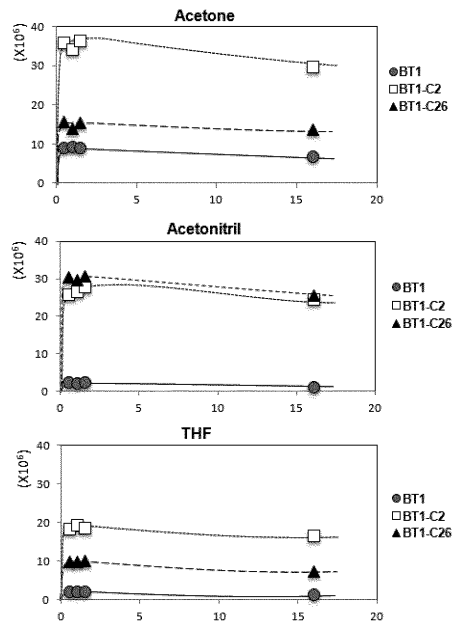 Acetone
(X10⁶)
40
30
20
10
0
0 5 10 15 20
BT1
BT1-C2
BT1-C26
Acetonitril
(X10⁶)
40
30
20
10
0
0 5 10 15 20
BT1
BT1-C2
BT1-C26
THF
(X10⁶)
40
30
20
10
0
0 5 10 15 20
BT1
BT1-C2
BT1-C26